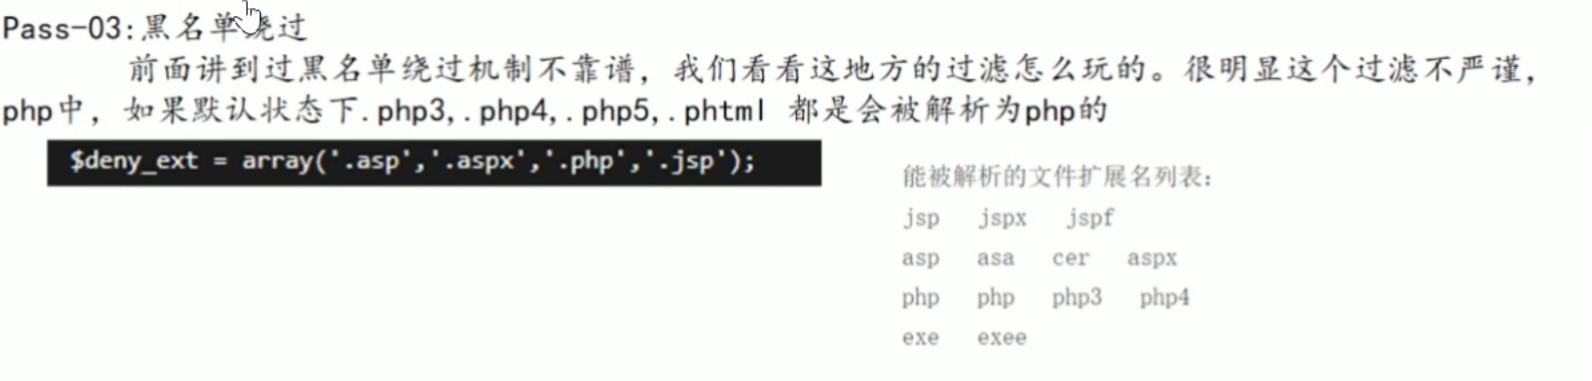 Pass-03:黑名单绕过
前面讲到过黑名单绕过机制不靠谱，我们看看这地方的过滤怎么玩的。很明显这个过滤不严谨，
php中，如果默认状态下.php3,.php4,.php5,.phtml 都是会被解析为php的
$deny_ext = array('.asp','.aspx','.php','.jsp');
能被解析的文件扩展名列表：
jsp jspx jspf
asp asa cer aspx
php php php3 php4
exe exee